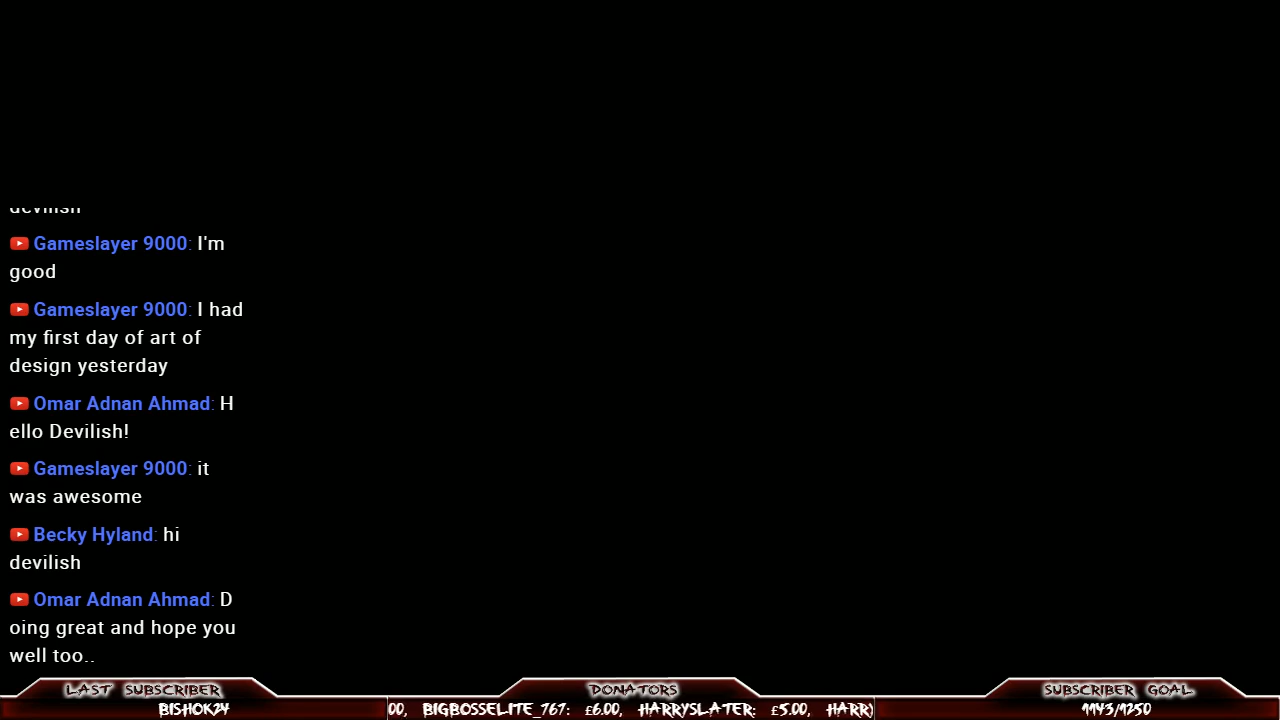 devilish
Gameslayer 9000: I'm
good
Gameslayer 9000: I had
my first day of art of
design yesterday
Omar Adnan Ahmad: H
ello Devilish!
Gameslayer 9000: it
was awesome
Becky Hyland: hi
devilish
Omar Adnan Ahmad: D
oing great and hope you
well too..
LAST SUBSCRIBER
BISHOK24
DONATORS
00, BIGBOSSELITE_767: £6.00, HARRYSLATER: £5.00, HARR
SUBSCRIBER GOAL
1143/1250